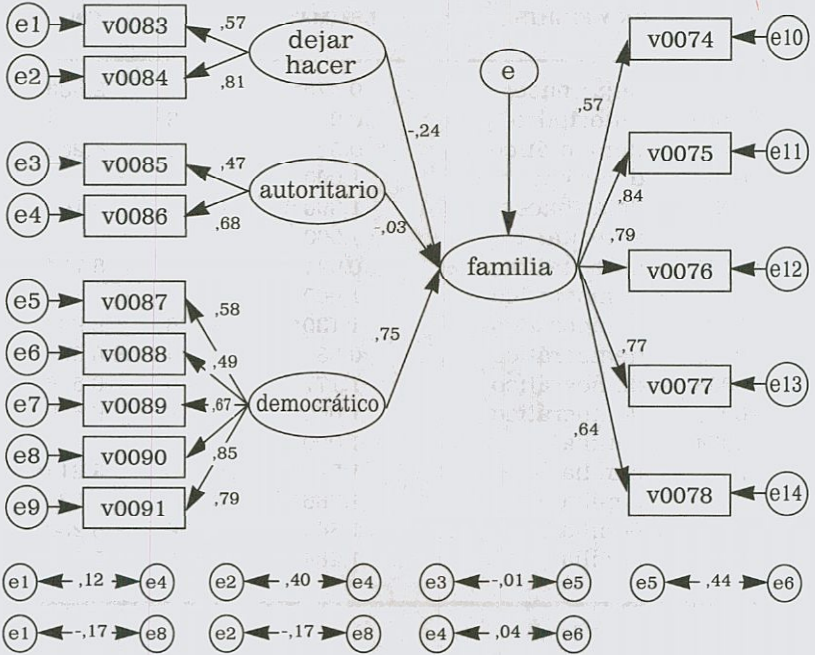 e1 v0083 ,57
dejar
hacer
e2 v0084 ,81
e3 v0085 ,47
autoritario
e4 v0086 ,68
e5 v0087 ,58
e6 v0088 ,49
e7 v0089 ,67
democrático
e8 v0090 ,85
e9 v0091 ,79
e
-,24
-,03
,75
familia
,57 v0074 e10
,84 v0075 e11
,79 v0076 e12
,77 v0077 e13
,64 v0078 e14
e1 ,12 e4 e2 ,40 e4 e3 -,01 e5 e5 ,44 e6
e1 -,17 e8 e2 -,17 e8 e4 ,04 e6